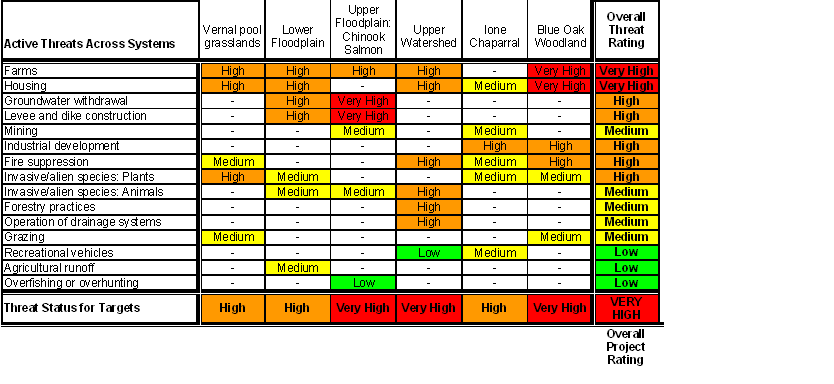 Active Threats Across Systems Vernal pool grasslands Lower Floodplain Upper Floodplain: Chinook Salmon Upper Watershed Ione Chaparral Blue Oak Woodland Overall Threat Rating
Farms High High High High - Very High Very High
Housing High High - High Medium Very High Very High
Groundwater withdrawal - High Very High - - - High
Levee and dike construction - High Very High - - - High
Mining - - Medium - Medium - Medium
Industrial development - - - - High High High
Fire suppression Medium - - High Medium High High
Invasive/alien species: Plants High Medium - - Medium Medium High
Invasive/alien species: Animals - Medium Medium High - - Medium
Forestry practices - - - High - - Medium
Operation of drainage systems - - - High - - Medium
Grazing Medium - - - - Medium Medium
Recreational vehicles - - - Low Medium - Low
Agricultural runoff - Medium - - - - Low
Overfishing or overhunting - - Low - - - Low
Threat Status for Targets High High Very High Very High High Very High VERY HIGH
Overall
Project
Rating